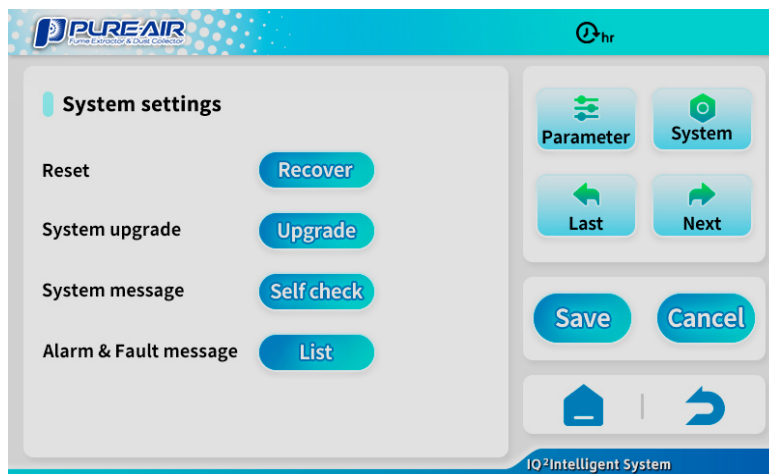 PURE-AIR
Fume Extractor & Dust Collector
hr
System settings
Reset
Recover
System upgrade
Upgrade
System message
Self check
Alarm & Fault message
List
Parameter
System
Last
Next
Save
Cancel
IQ²Intelligent System